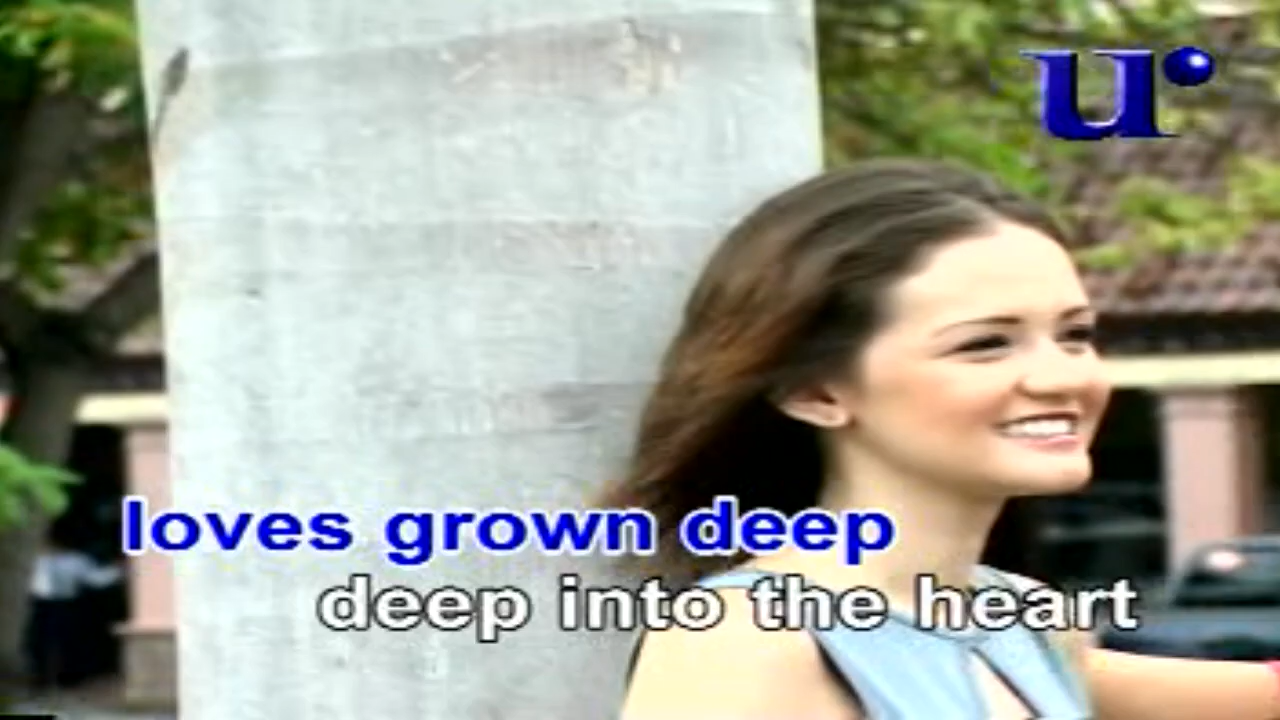 u
loves grown deep
deep into the heart